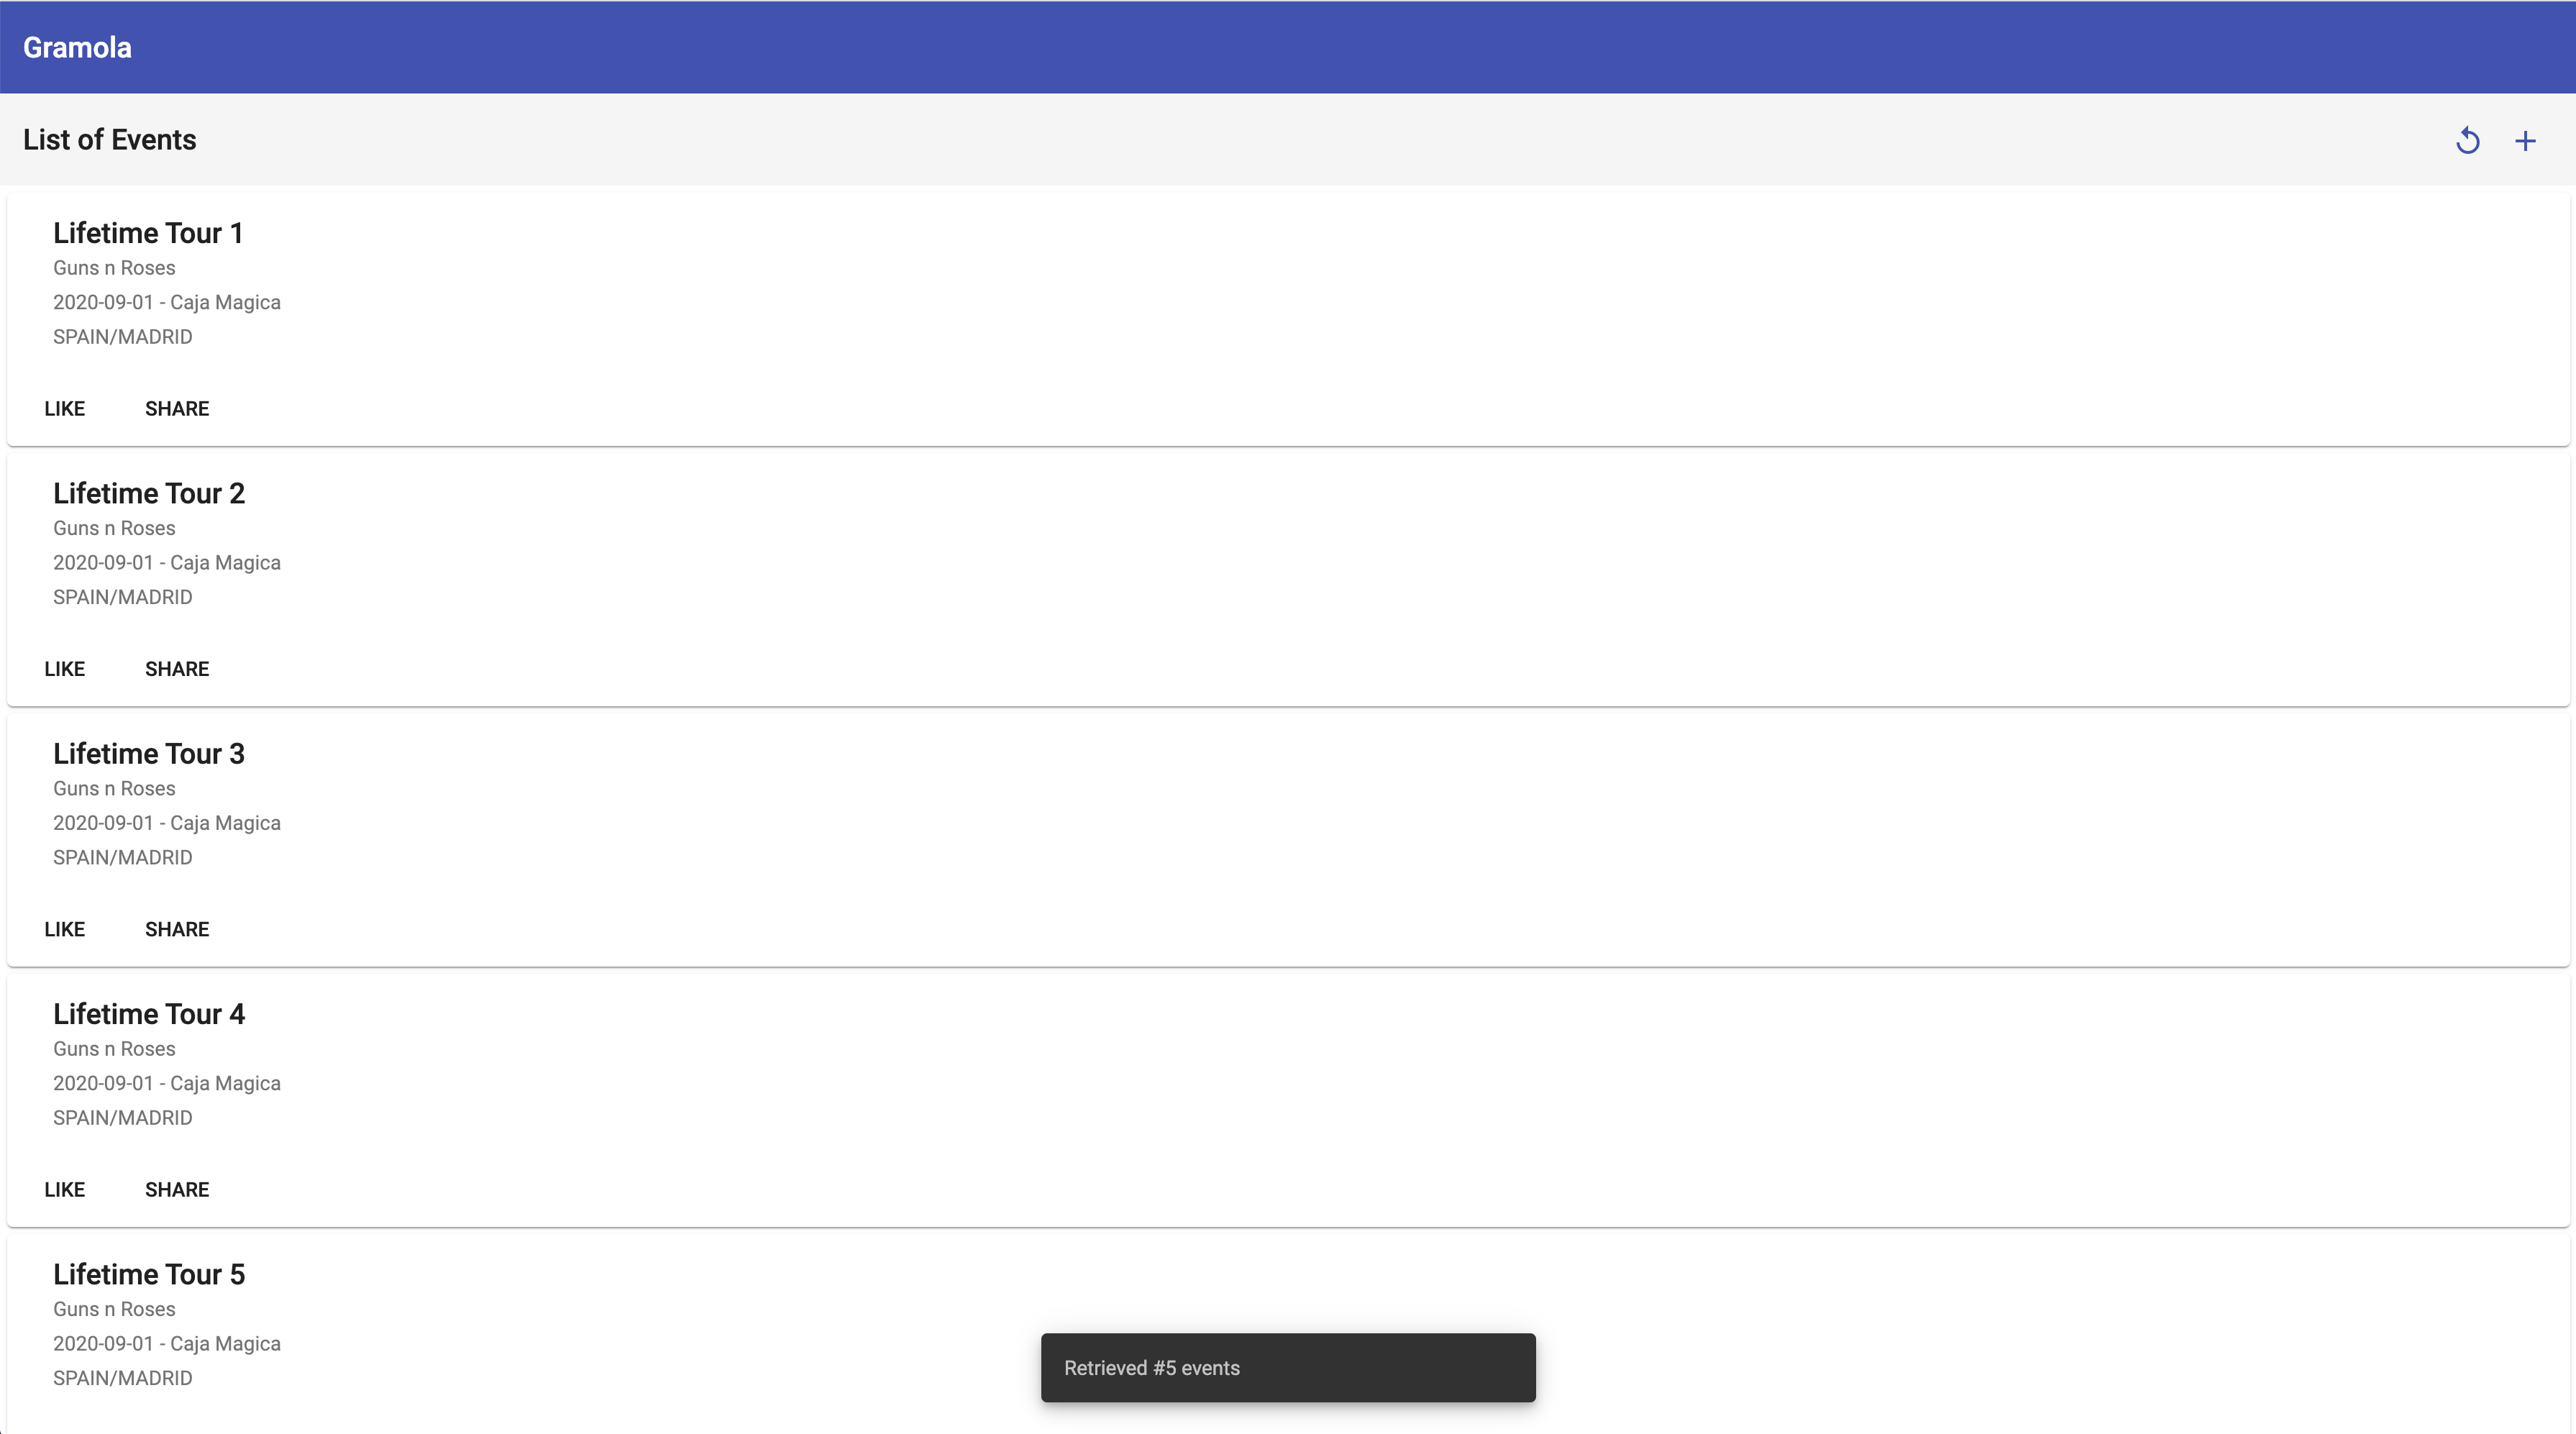 Gramola
List of Events
Lifetime Tour 1
Guns n Roses
2020-09-01 - Caja Magica
SPAIN/MADRID
LIKE SHARE
Lifetime Tour 2
Guns n Roses
2020-09-01 - Caja Magica
SPAIN/MADRID
LIKE SHARE
Lifetime Tour 3
Guns n Roses
2020-09-01 - Caja Magica
SPAIN/MADRID
LIKE SHARE
Lifetime Tour 4
Guns n Roses
2020-09-01 - Caja Magica
SPAIN/MADRID
LIKE SHARE
Lifetime Tour 5
Guns n Roses
2020-09-01 - Caja Magica
SPAIN/MADRID
Retrieved #5 events